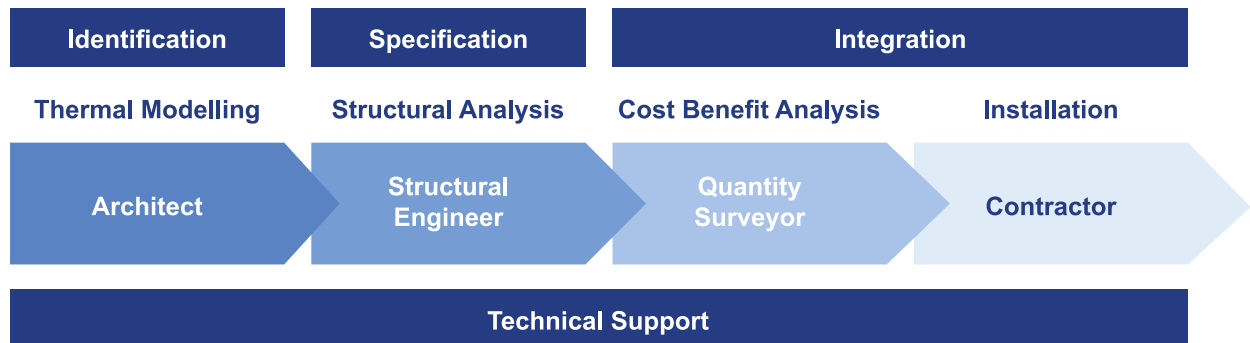 Identification
Specification
Integration
Thermal Modelling
Structural Analysis
Cost Benefit Analysis
Installation
Architect
Structural
Engineer
Quantity
Surveyor
Contractor
Technical Support